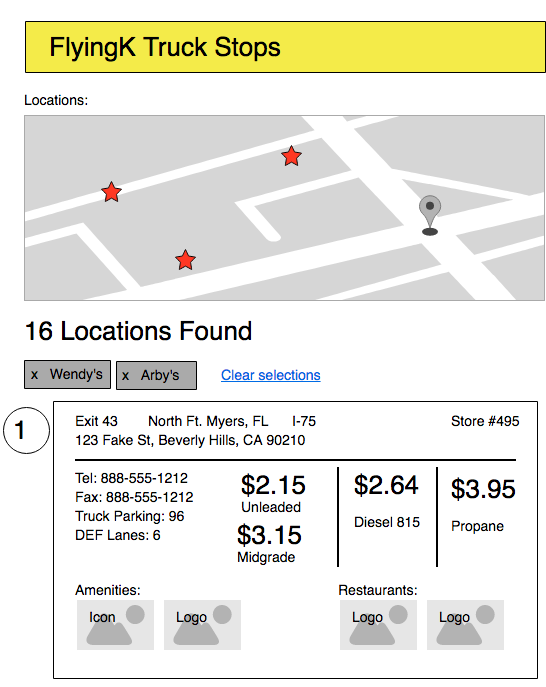 FlyingK Truck Stops
Locations:
16 Locations Found
x Wendy's x Arby's Clear selections
1
Exit 43 North Ft. Myers, FL I-75 Store #495
123 Fake St, Beverly Hills, CA 90210
Tel: 888-555-1212
Fax: 888-555-1212
Truck Parking: 96
DEF Lanes: 6
$2.15
Unleaded
$3.15
Midgrade
$2.64
Diesel 815
$3.95
Propane
Amenities:
Icon Logo
Restaurants:
Logo Logo